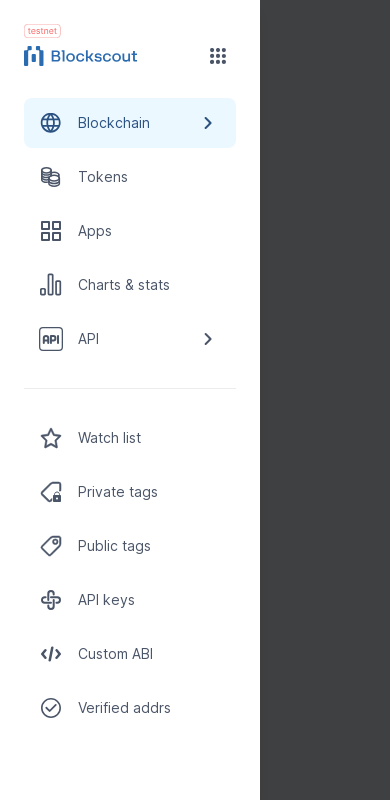 testnet
Blockscout
Blockchain
Tokens
Apps
Charts & stats
API
API
Watch list
Private tags
Public tags
API keys
Custom ABI
Verified addrs